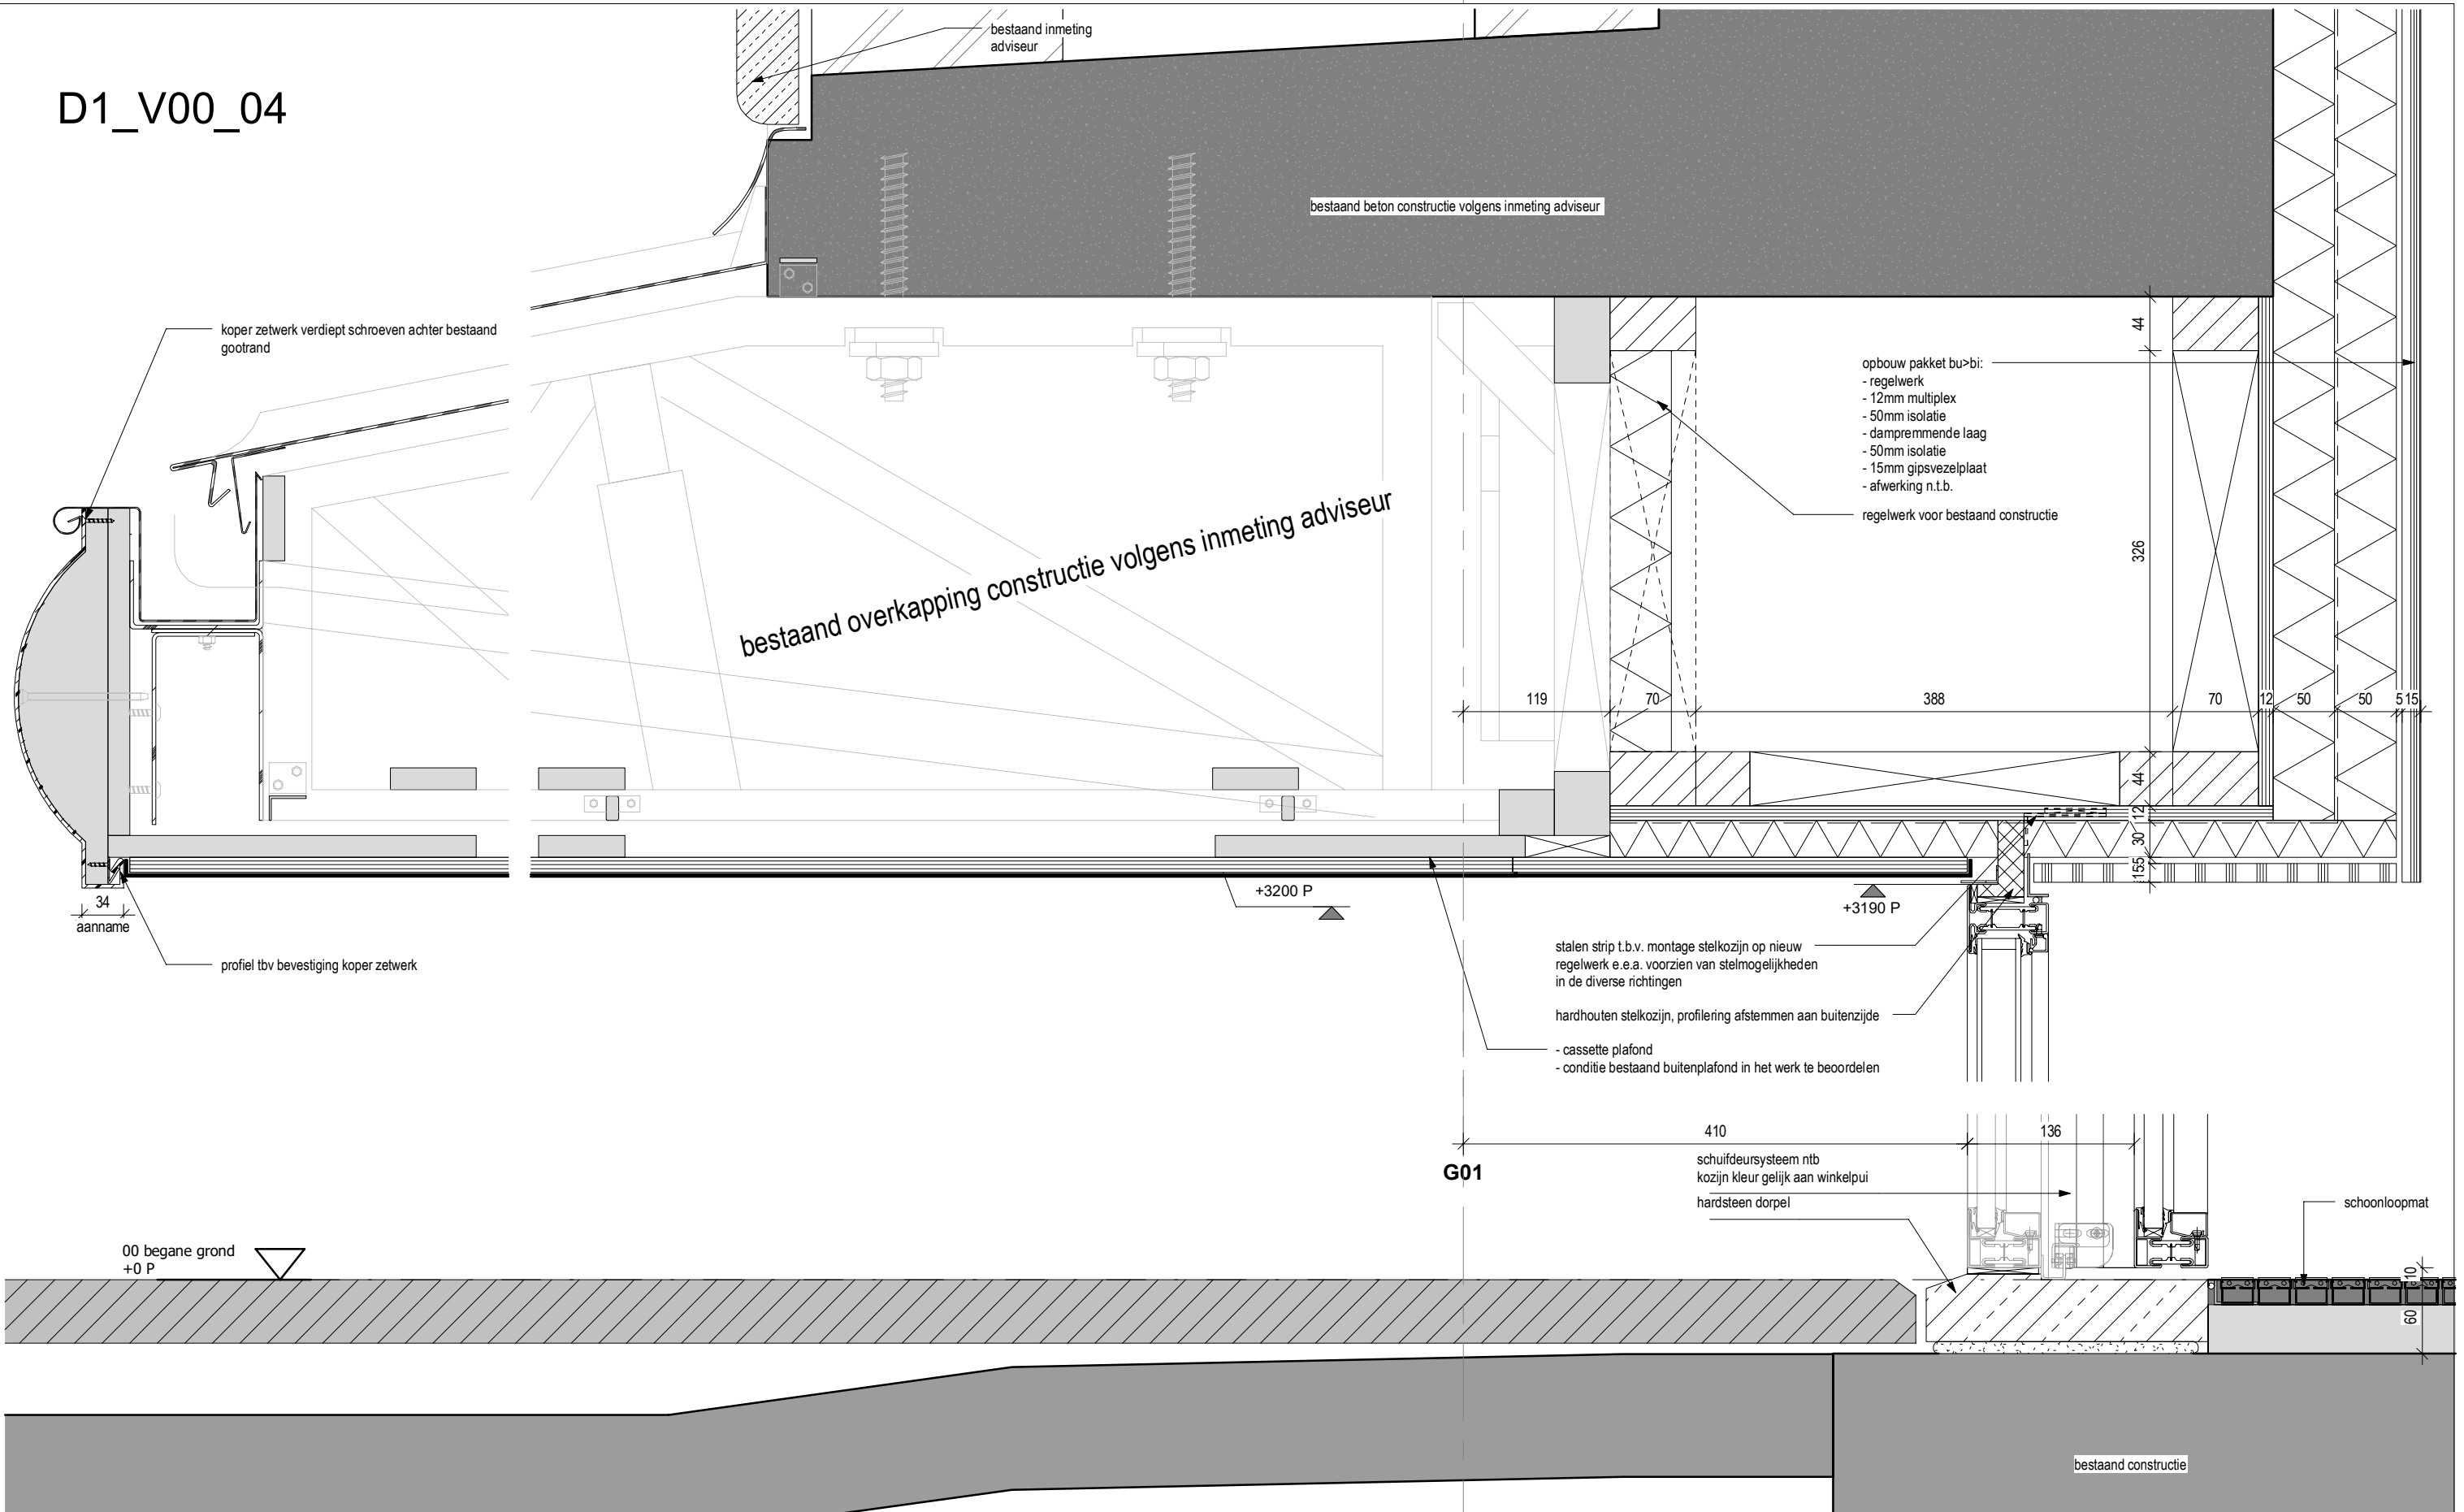 bestaand inmeting
adviseur
D1_V00_04
bestaand beton constructie volgens inmeting adviseur
koper zetwerk verdiept schroeven achter bestaand
gootrand
44
opbouw pakket bu>bi:
- regelwerk
- 12mm multiplex
- 50mm isolatie
- dampremmende laag
- 50mm isolatie
- 15mm gipsvezelplaat
- afwerking n.t.b.
regelwerk voor bestaand constructie
326
bestaand overkapping constructie volgens inmeting adviseur
119
70
388
70
12
50
50
5
15
44
12
30
5
15
+3200 P
+3190 P
34
aanname
profiel tbv bevestiging koper zetwerk
stalen strip t.b.v. montage stelkozijn op nieuw
regelwerk e.e.a. voorzien van stelmogelijkheden
in de diverse richtingen
hardhouten stelkozijn, profilering afstemmen aan buitenzijde
- cassette plafond
- conditie bestaand buitenplafond in het werk te beoordelen
410
136
G01
schuifdeursysteem ntb
kozijn kleur gelijk aan winkelpui
hardsteen dorpel
schoonloopmat
00 begane grond
+0 P
10
60
bestaand constructie